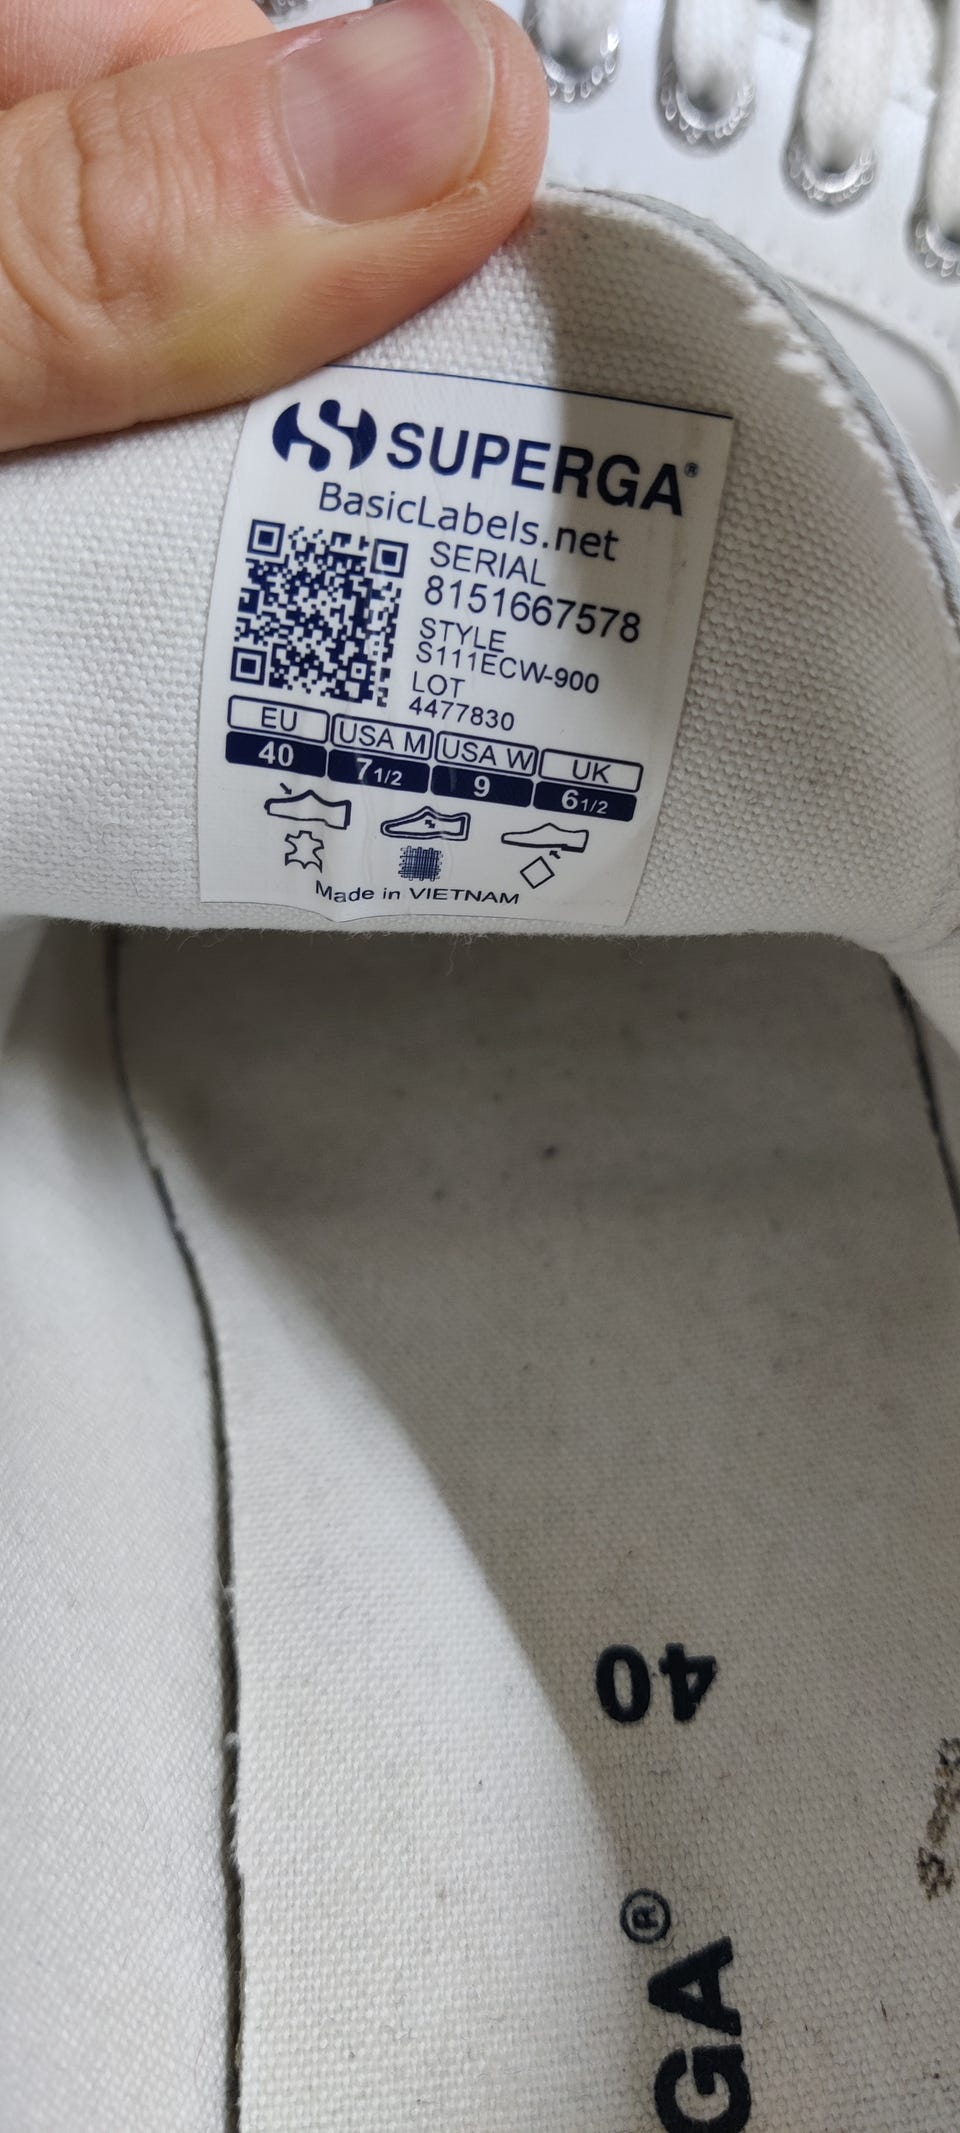 SUPERGA®
BasicLabels.net
SERIAL
8151667578
STYLE
S111ECW-900
LOT
4477830
EU USA M USA W UK
40 7 1/2 9 6 1/2
Made in VIETNAM
40
GA®